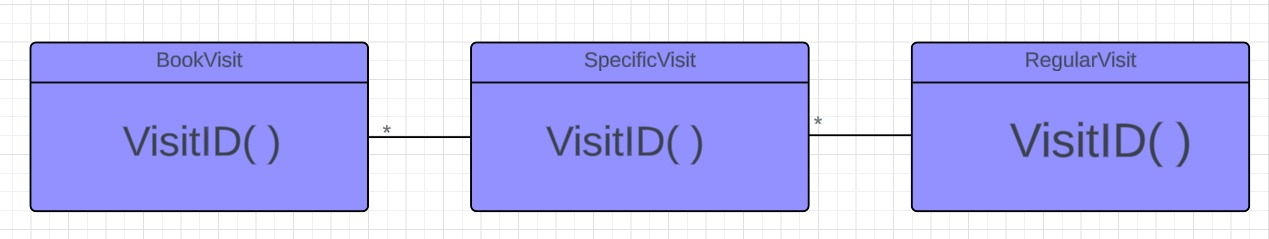 BookVisit
VisitID( )
*
SpecificVisit
VisitID( )
*
RegularVisit
VisitID( )